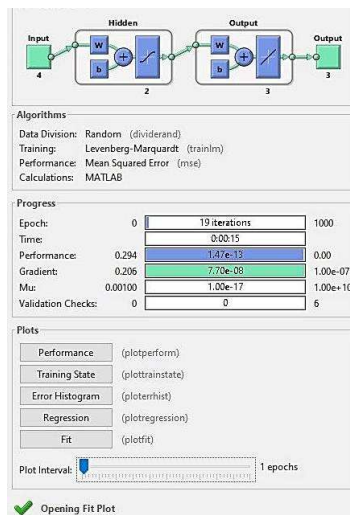 Hidden Output
Input Output
W b W b
4 2 3 3
Algorithms
Data Division: Random (dividerand)
Training: Levenberg-Marquardt (trainlm)
Performance: Mean Squared Error (mse)
Calculations: MATLAB
Progress
Epoch: 0 19 iterations 1000
Time: 0:00:15
Performance: 0.294 1.47e-13 0.00
Gradient: 0.206 7.70e-08 1.00e-07
Mu: 0.00100 1.00e-17 1.00e+10
Validation Checks: 0 0 6
Plots
Performance (plotperform)
Training State (plottrainstate)
Error Histogram (ploterrhist)
Regression (plotregression)
Fit (plotfit)
Plot Interval: 1 epochs
Opening Fit Plot